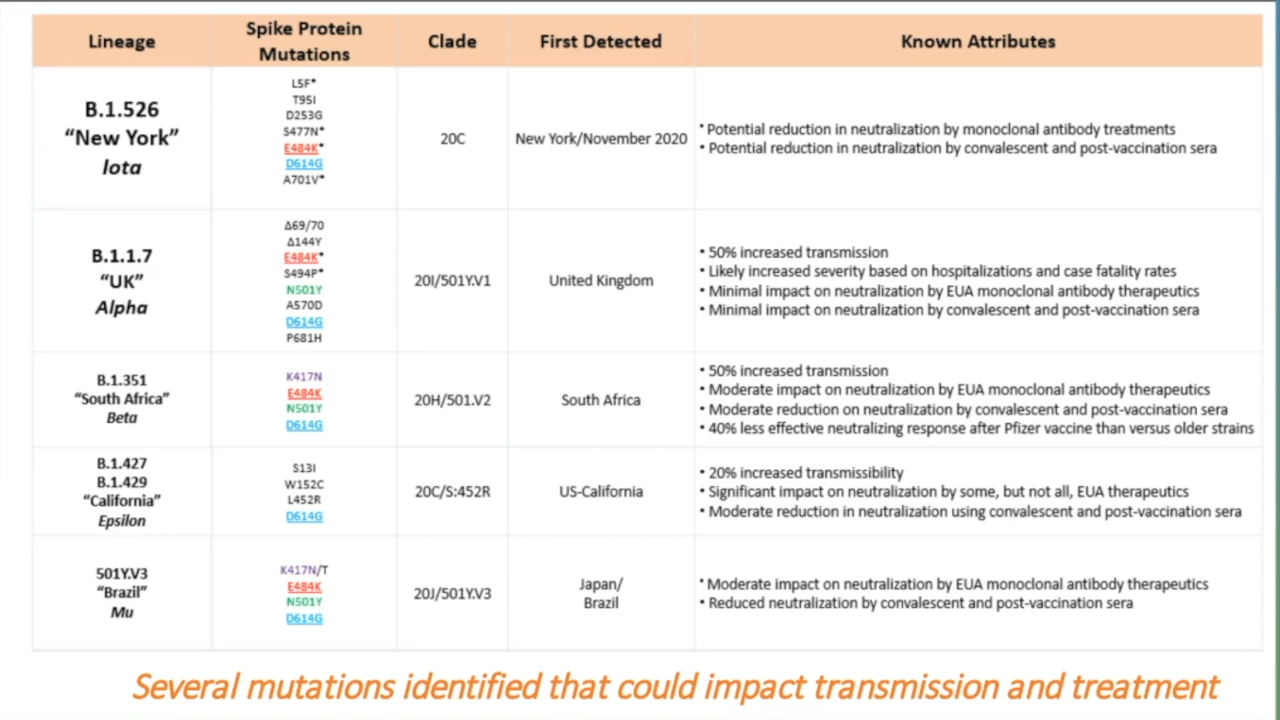 Lineage
Spike Protein
Mutations
Clade
First Detected
Known Attributes
B.1.526
“New York”
Iota
L5F*
T95I
D253G
S477N*
E484K*
D614G
A701V*
20C
New York/November 2020
• Potential reduction in neutralization by monoclonal antibody treatments
• Potential reduction in neutralization by convalescent and post-vaccination sera
B.1.1.7
“UK”
Alpha
Δ69/70
Δ144Y
E484K*
S494P*
N501Y
A570D
D614G
P681H
20I/501Y.V1
United Kingdom
• 50% increased transmission
• Likely increased severity based on hospitalizations and case fatality rates
• Minimal impact on neutralization by EUA monoclonal antibody therapeutics
• Minimal impact on neutralization by convalescent and post-vaccination sera
B.1.351
“South Africa”
Beta
K417N
E484K
N501Y
D614G
20H/501.V2
South Africa
• 50% increased transmission
• Moderate impact on neutralization by EUA monoclonal antibody therapeutics
• Moderate reduction on neutralization by convalescent and post-vaccination sera
• 40% less effective neutralizing response after Pfizer vaccine than versus older strains
B.1.427
B.1.429
“California”
Epsilon
S13I
W152C
L452R
D614G
20C/S:452R
US-California
• 20% increased transmissibility
• Significant impact on neutralization by some, but not all, EUA therapeutics
• Moderate reduction in neutralization using convalescent and post-vaccination sera
501Y.V3
“Brazil”
Mu
K417N/T
E484K
N501Y
D614G
20J/501Y.V3
Japan/
Brazil
• Moderate impact on neutralization by EUA monoclonal antibody therapeutics
• Reduced neutralization by convalescent and post-vaccination sera
Several mutations identified that could impact transmission and treatment